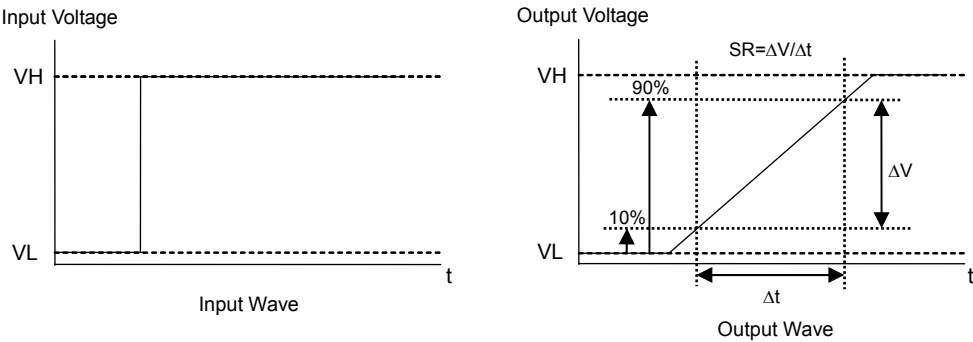 Input Voltage
VH
VL
t
Input Wave
Output Voltage
SR=ΔV/Δt
VH
90%
ΔV
10%
VL
t
Δt
Output Wave